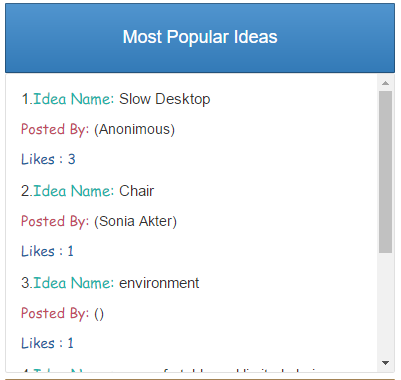 Most Popular Ideas
1.Idea Name: Slow Desktop
Posted By: (Anonimous)
Likes : 3
2.Idea Name: Chair
Posted By: (Sonia Akter)
Likes : 1
3.Idea Name: environment
Posted By: ()
Likes : 1